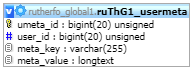 rutherfo_global1.ruThG1_usermeta
umeta_id : bigint(20) unsigned
user_id : bigint(20) unsigned
meta_key : varchar(255)
meta_value : longtext